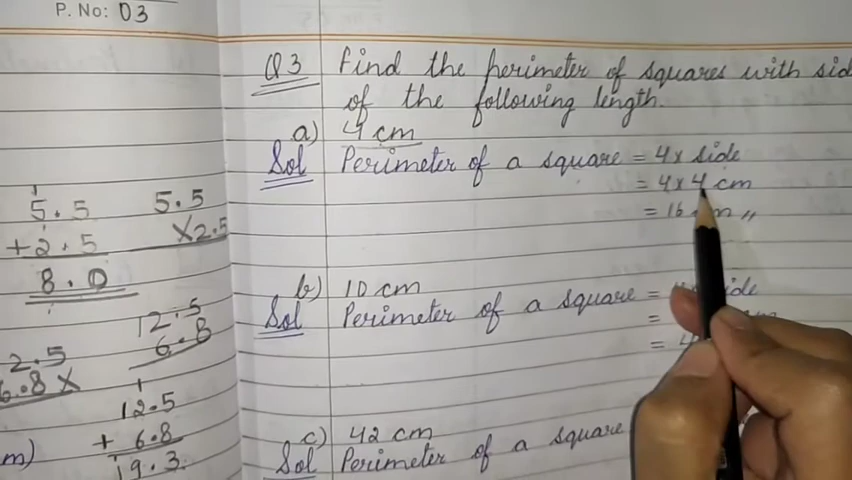 P. No: 03
Q3 Find the perimeter of squares with sid
of the following length.
a) 4 cm
Sol Perimeter of a square = 4 x side
= 4 x 4 cm
= 16
b) 10 cm
Sol Perimeter of a square =
=
=
c) 42 cm
Sol Perimeter of a square
5.5
+ 2.5
8.0
5.5
x 2.5
12.5
6.8
2.5
6.8 x
1
12.5
+ 6.8
19.3
m)